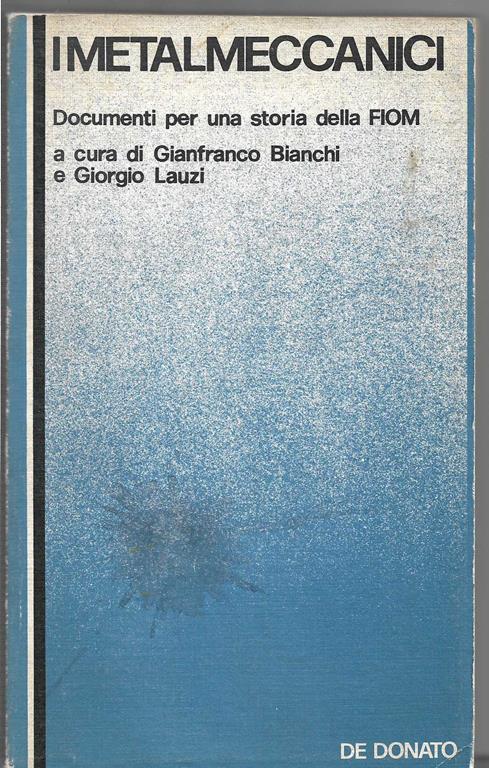 I METALMECCANICI
Documenti per una storia della FIOM
a cura di Gianfranco Bianchi
e Giorgio Lauzi
DE DONATO